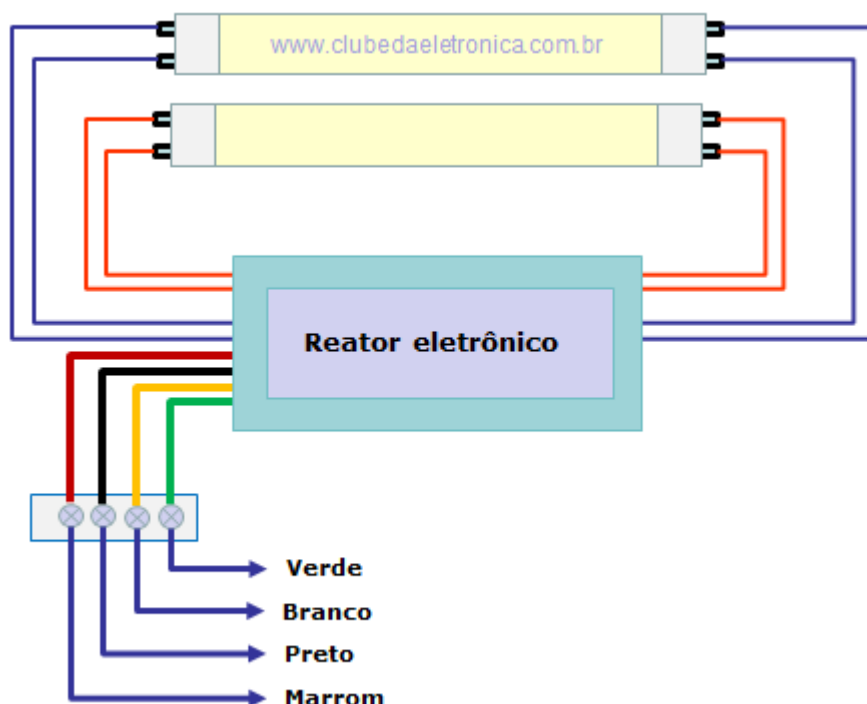 www.clubedaeletronica.com.br
Reator eletrônico
Verde
Branco
Preto
Marrom